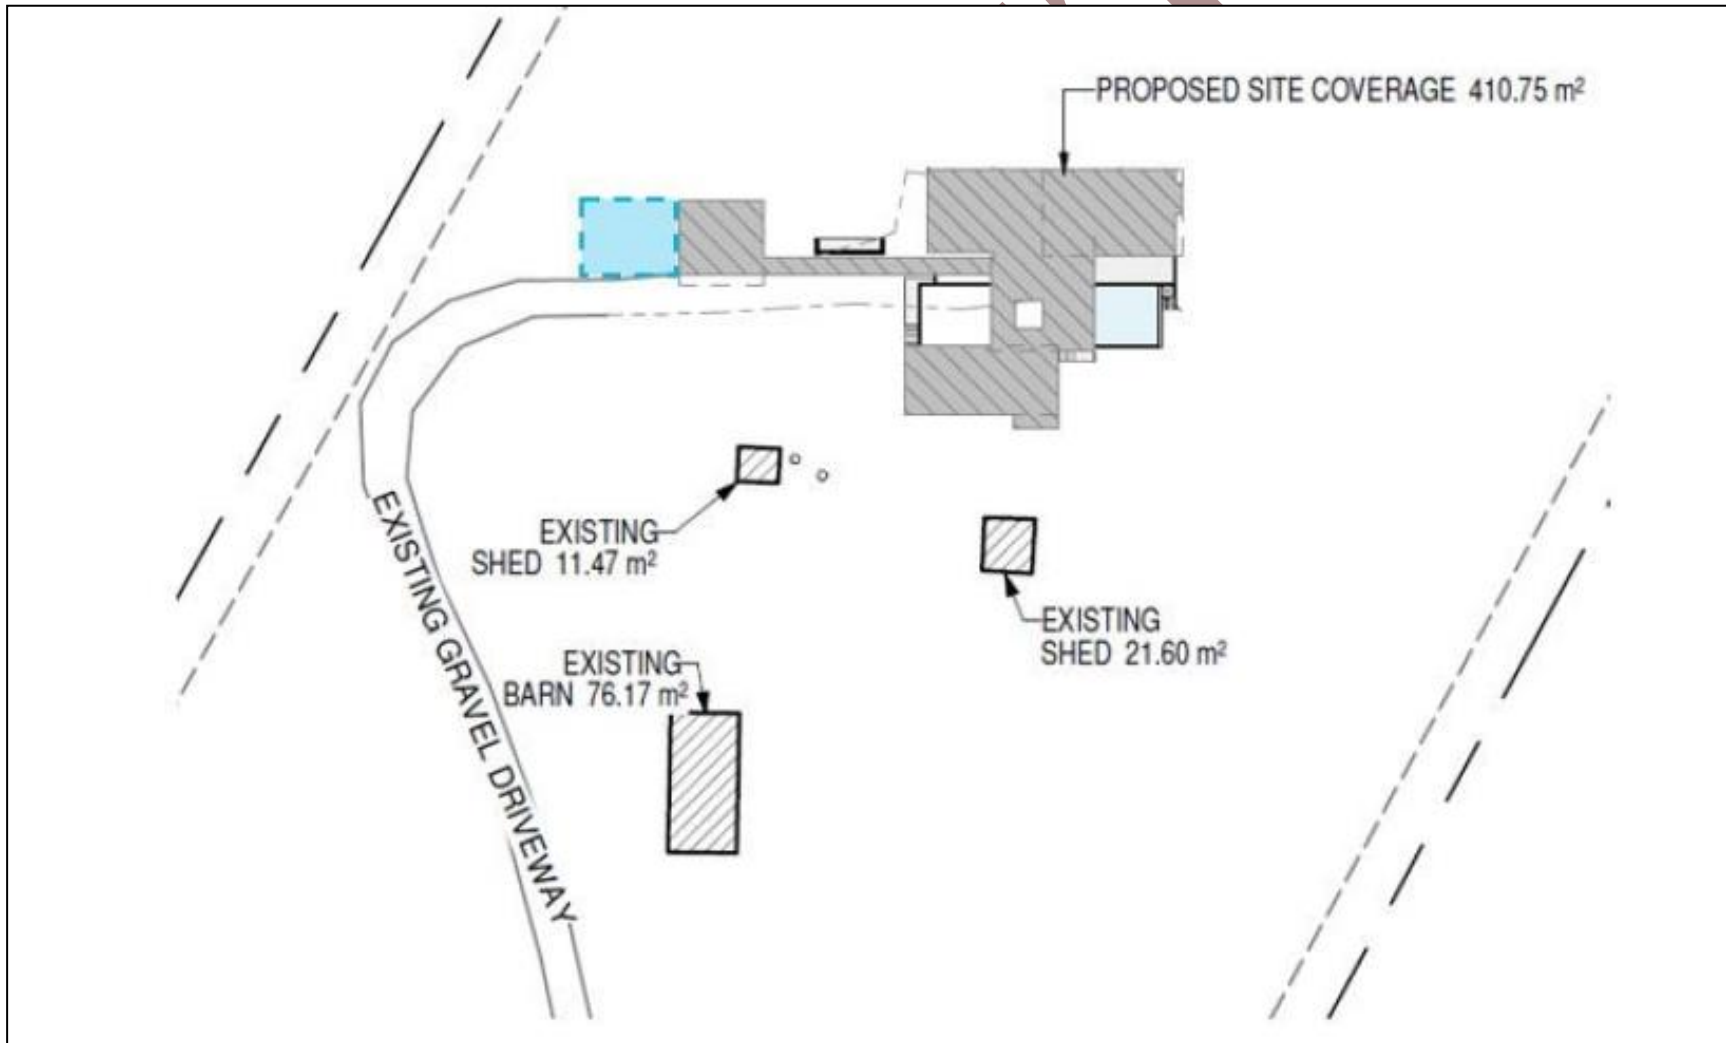 PROPOSED SITE COVERAGE 410.75 m²
EXISTING
SHED 11.47 m²
EXISTING
SHED 21.60 m²
EXISTING
BARN 76.17 m²
EXISTING GRAVEL DRIVEWAY